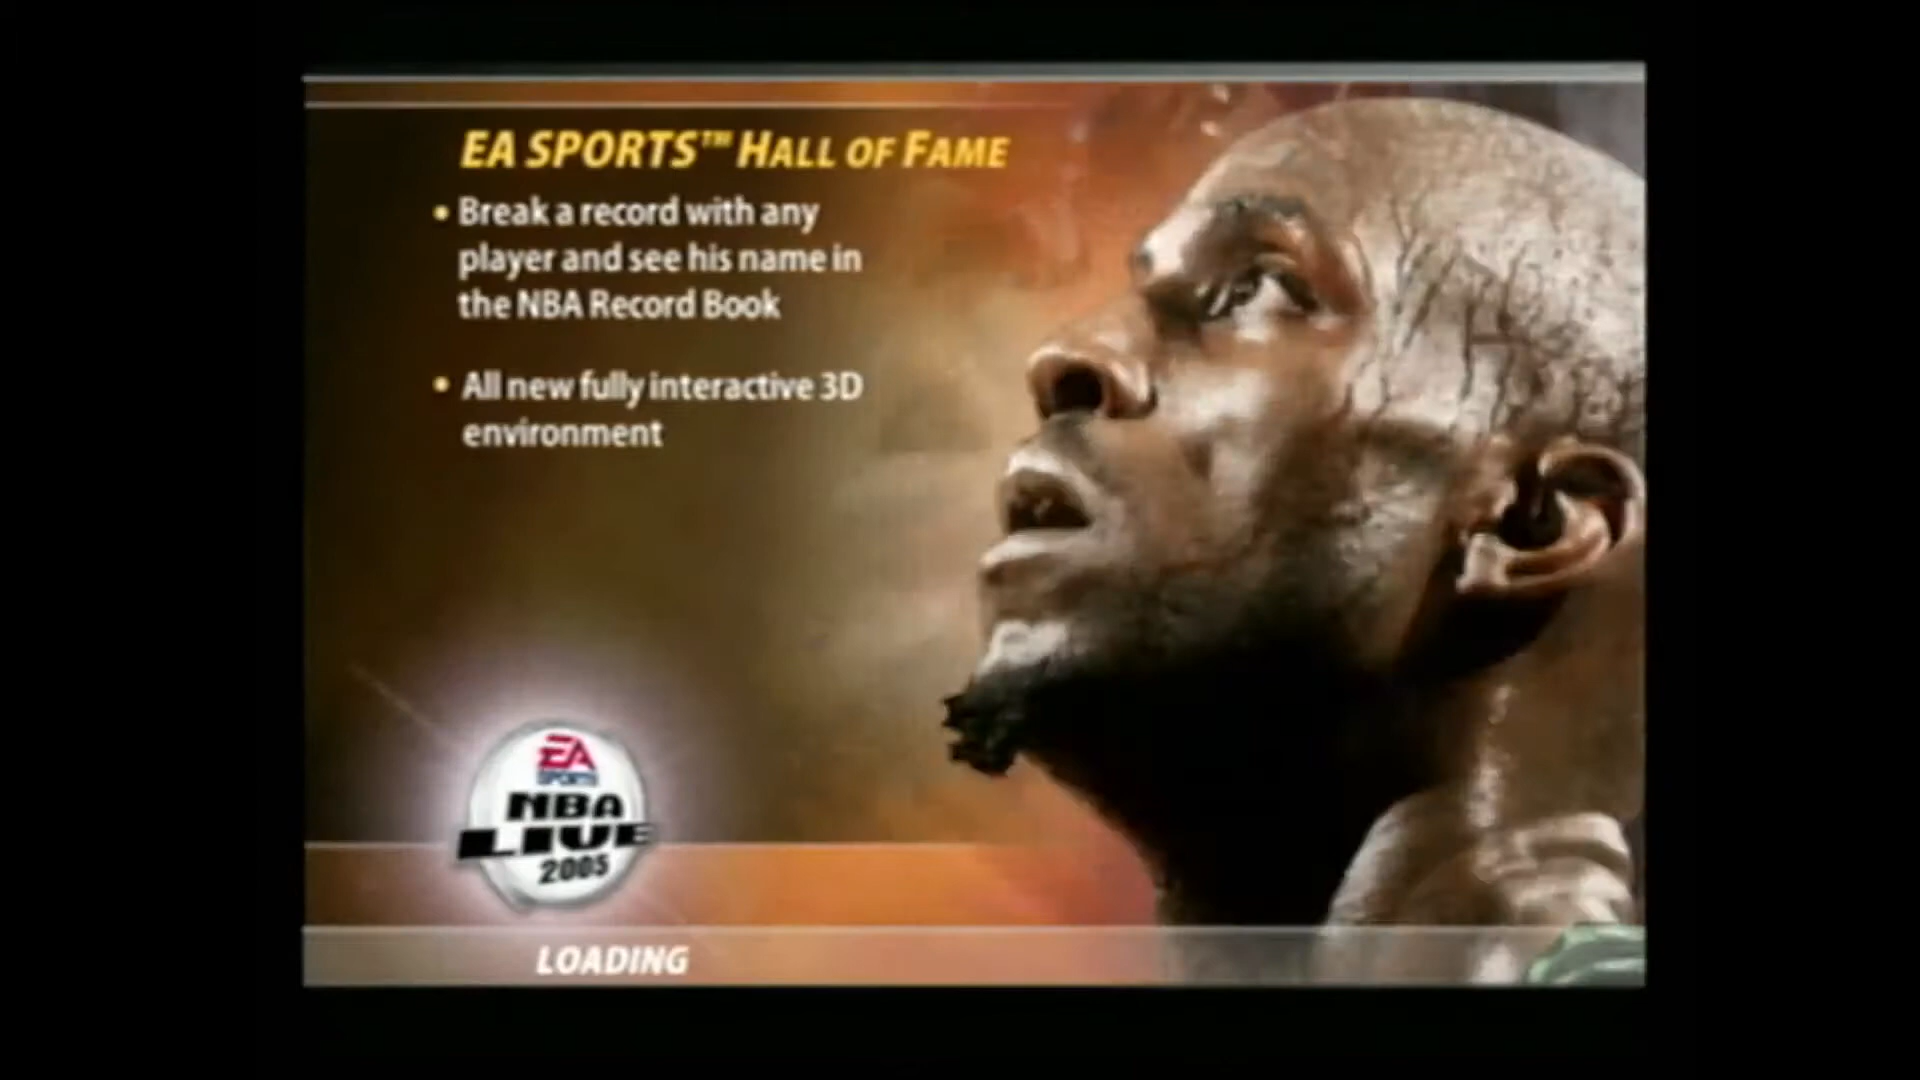 EA SPORTS™ HALL OF FAME
• Break a record with any
player and see his name in
the NBA Record Book
• All new fully interactive 3D
environment
EA
SPORTS
NBA
LIVE
2005
LOADING